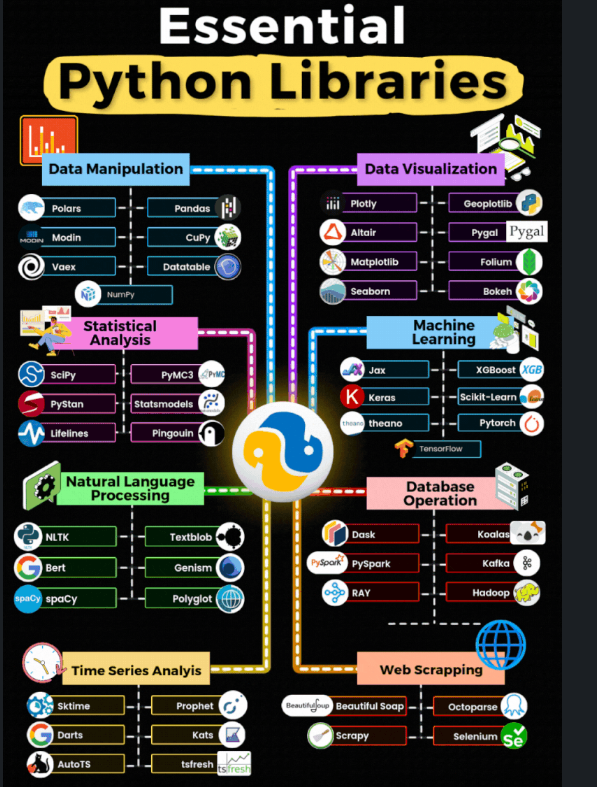 Essential
Python Libraries
Data Manipulation
Polars
Pandas
MODIN
Modin
CuPy
Vaex
Datatable
NumPy
Data Visualization
Plotly
Geoplotlib
Altair
Pygal
Pygal
Matplotlib
Folium
Seaborn
Bokeh
Statistical
Analysis
SciPy
PyMC3
PyMC
PyStan
Statsmodels
Lifelines
Pingouin
Machine
Learning
Jax
XGBoost
XGB
K
Keras
Scikit-Learn
theano
theano
Pytorch
TensorFlow
Natural Language
Processing
NLTK
Textblob
G
Bert
Genism
spaCy
spaCy
Polyglot
Database
Operation
Dask
Koalas
PySpark
PySpark
Kafka
RAY
Hadoop
Time Series Analyis
Sktime
Prophet
G
Darts
Kats
AutoTS
tsfresh
tsfresh
Web Scrapping
BeautifulSoup
Beautiful Soap
Octoparse
Scrapy
Selenium
Se